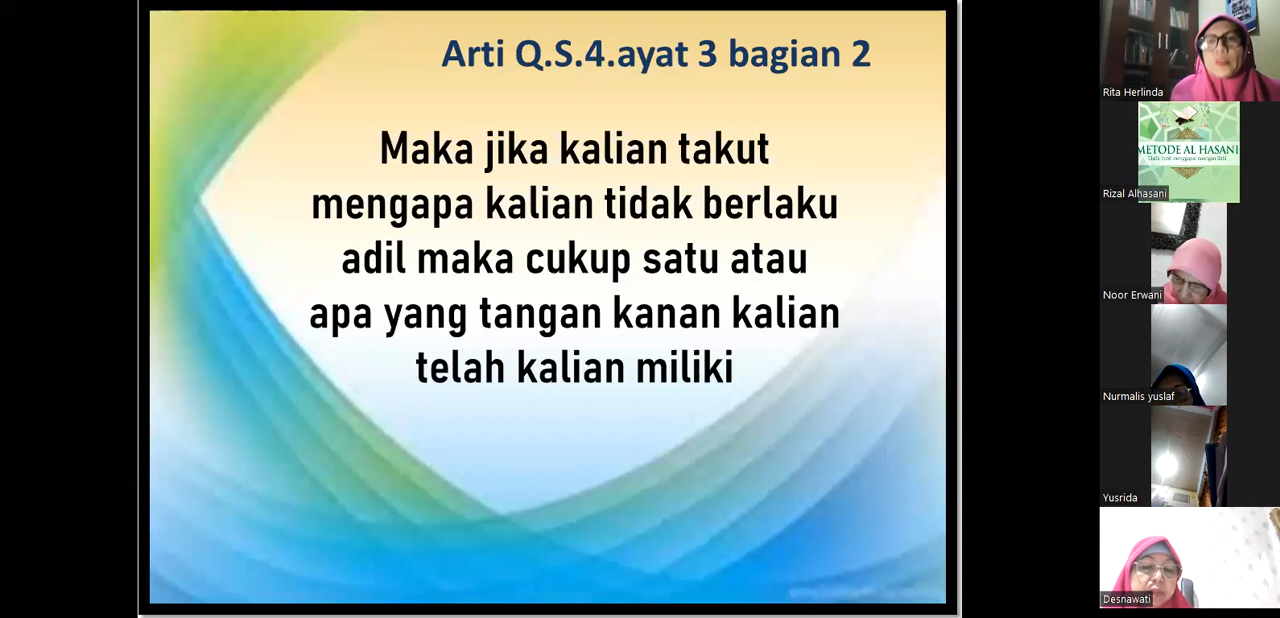 Arti Q.S.4.ayat 3 bagian 2
Maka jika kalian takut
mengapa kalian tidak berlaku
adil maka cukup satu atau
apa yang tangan kanan kalian
telah kalian miliki
Rita Herlinda
METODE AL HASANI
Rizal Alhasani
Noor Erwani
Nurmalis yuslaf
Yusrida
Desnawati